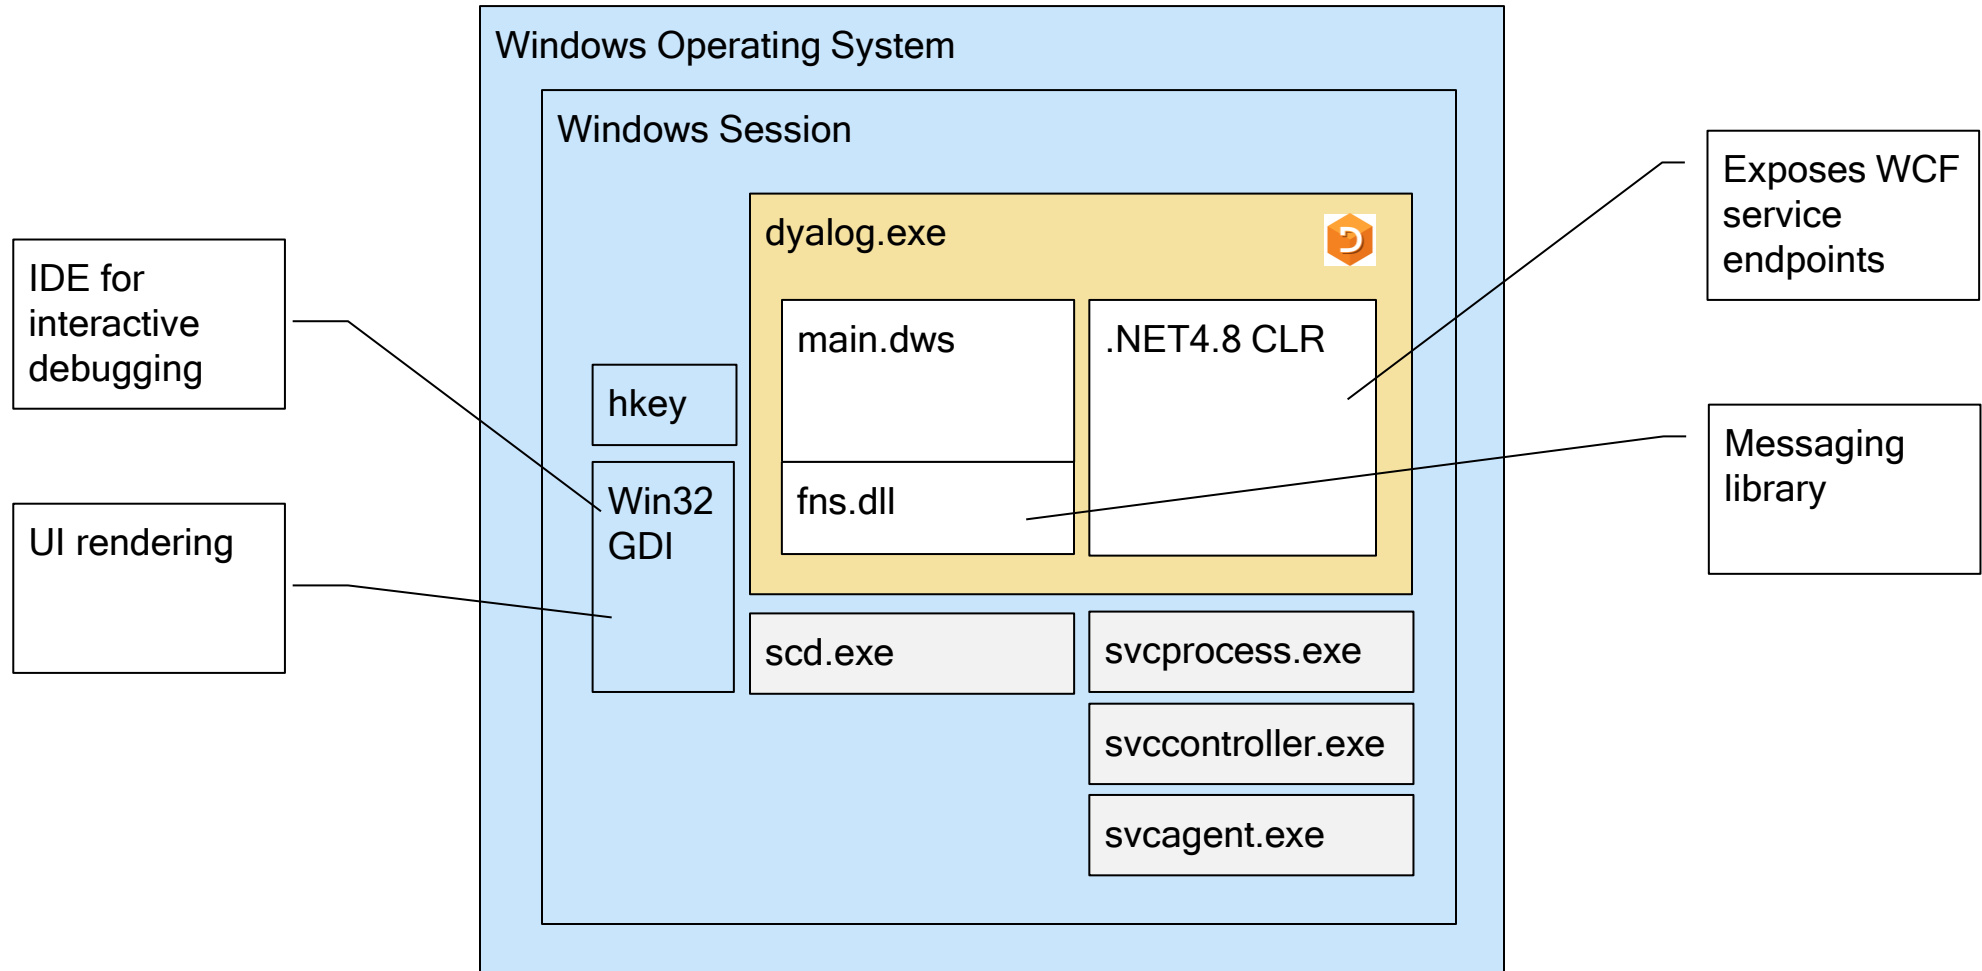 Windows Operating System
Windows Session
IDE for
interactive
debugging
UI rendering
hkey
Win32
GDI
dyalog.exe
main.dws
fns.dll
.NET4.8 CLR
scd.exe
svcprocess.exe
svccontroller.exe
svcagent.exe
Exposes WCF
service
endpoints
Messaging
library